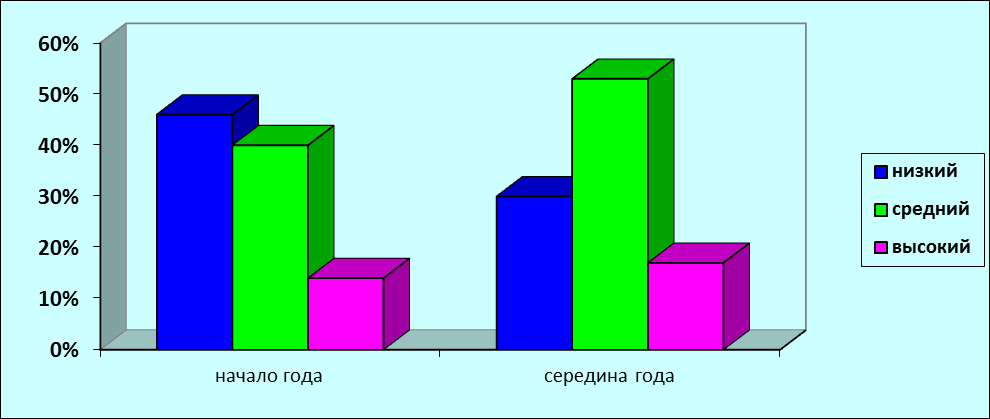 60%
50%
40%
30%
20%
10%
0%
начало года
середина года
низкий
средний
высокий